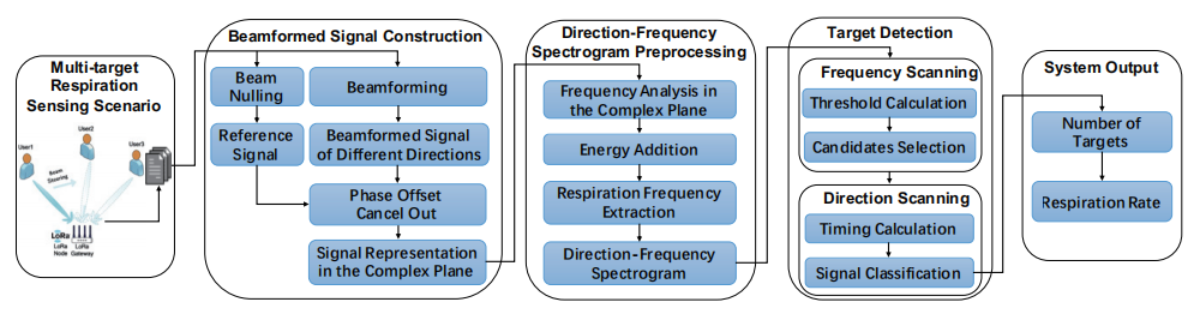 Multi-target
Respiration
Sensing Scenario
User1
User2
User3
Beam
Steering
LoRa
LoRa
Node
LoRa
Gateway
Beamformed Signal Construction
Beam
Nulling
Beamforming
Reference
Signal
Beamformed Signal
of Different Directions
Phase Offset
Cancel Out
Signal Representation
in the Complex Plane
Direction-Frequency
Spectrogram Preprocessing
Frequency Analysis in
the Complex Plane
Energy Addition
Respiration Frequency
Extraction
Direction-Frequency
Spectrogram
Target Detection
Frequency Scanning
Threshold Calculation
Candidates Selection
Direction Scanning
Timing Calculation
Signal Classification
System Output
Number of
Targets
Respiration Rate